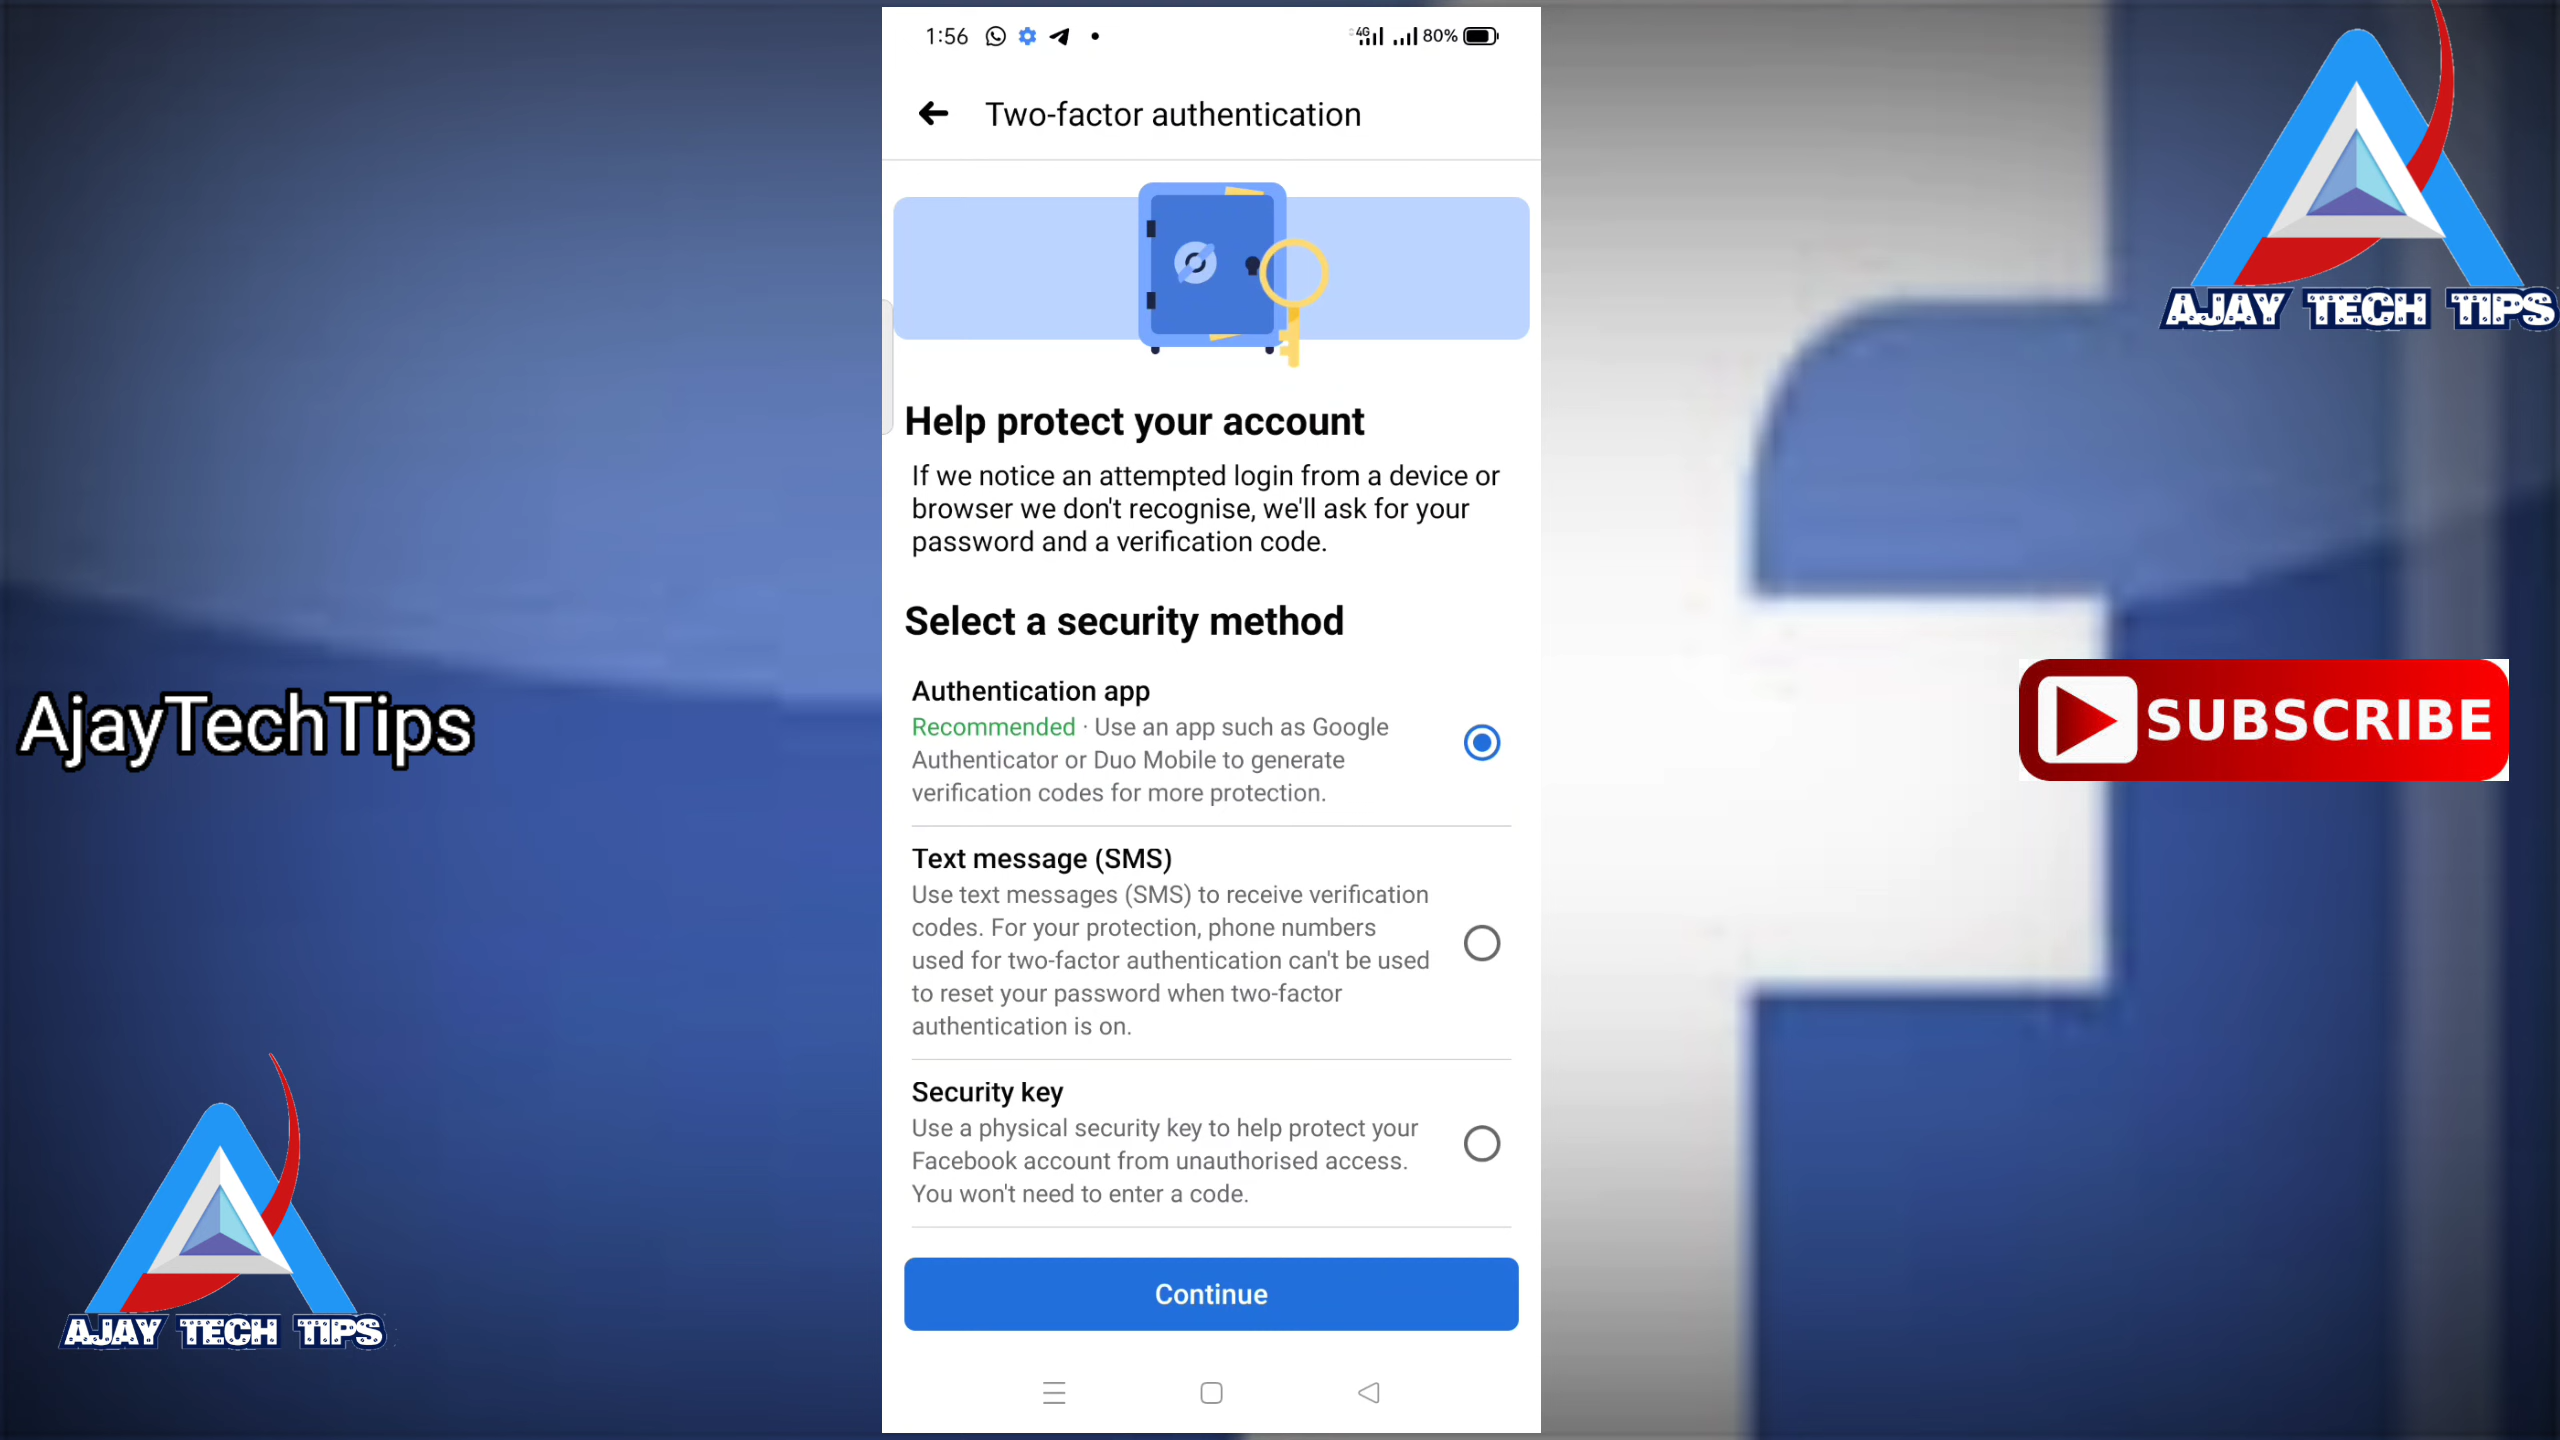 1:56
4G 80%
Two-factor authentication
Help protect your account
If we notice an attempted login from a device or
browser we don't recognise, we'll ask for your
password and a verification code.
Select a security method
Authentication app
Recommended · Use an app such as Google
Authenticator or Duo Mobile to generate
verification codes for more protection.
Text message (SMS)
Use text messages (SMS) to receive verification
codes. For your protection, phone numbers
used for two-factor authentication can't be used
to reset your password when two-factor
authentication is on.
Security key
Use a physical security key to help protect your
Facebook account from unauthorised access.
You won't need to enter a code.
Continue
AjayTechTips
AJAY TECH TIPS
AJAY TECH TIPS
SUBSCRIBE